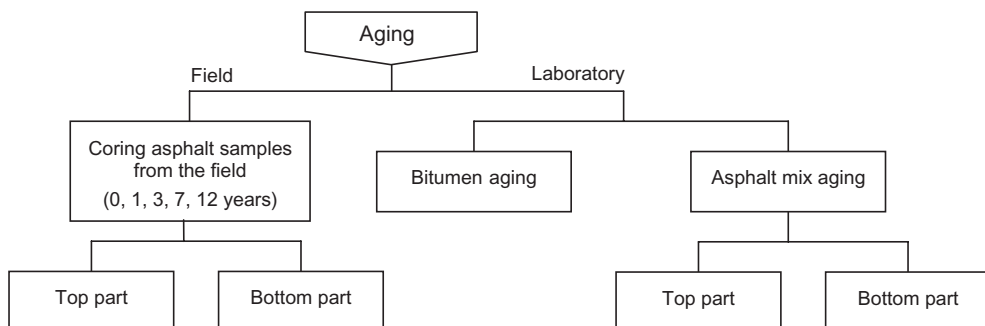 Aging
Field
Laboratory
Coring asphalt samples
from the field
(0, 1, 3, 7, 12 years)
Bitumen aging
Asphalt mix aging
Top part
Bottom part
Top part
Bottom part